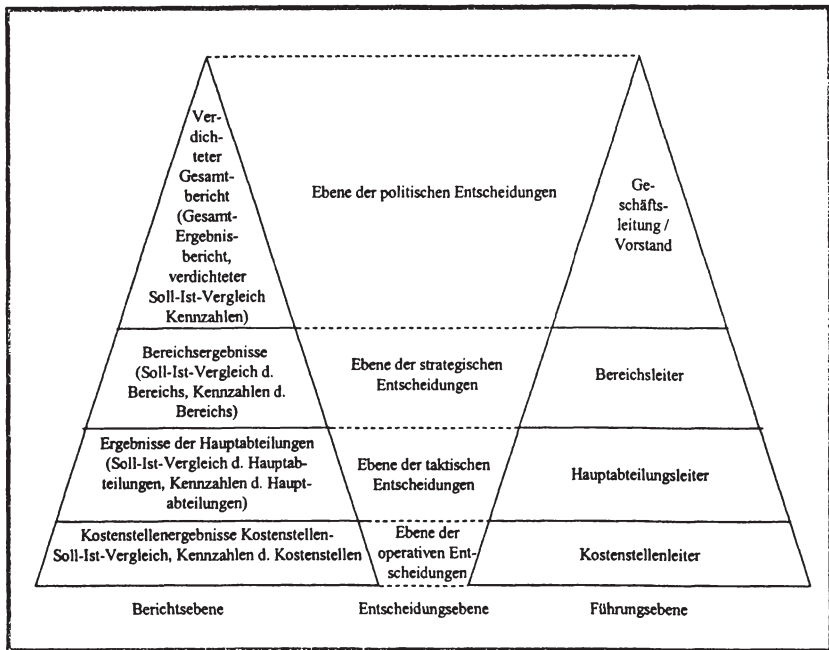 Ver-
dich-
teter
Gesamt-
bericht
(Gesamt-
Ergebnis-
bericht,
verdichteter
Soll-Ist-Vergleich
Kennzahlen)
Ebene der politischen Entscheidungen
Ge-
schäfts-
leitung /
Vorstand
Bereichsergebnisse
(Soll-Ist-Vergleich d.
Bereichs, Kennzahlen d.
Bereichs)
Ebene der strategischen
Entscheidungen
Bereichsleiter
Ergebnisse der Hauptabteilungen
(Soll-Ist-Vergleich d. Hauptab-
teilungen, Kennzahlen d. Haupt-
abteilungen)
Ebene der taktischen
Entscheidungen
Hauptabteilungsleiter
Kostenstellenergebnisse Kostenstellen-
Soll-Ist-Vergleich, Kennzahlen d. Kostenstellen
Ebene der
operativen Ent-
scheidungen
Kostenstellenleiter
Berichtsebene
Entscheidungsebene
Führungsebene